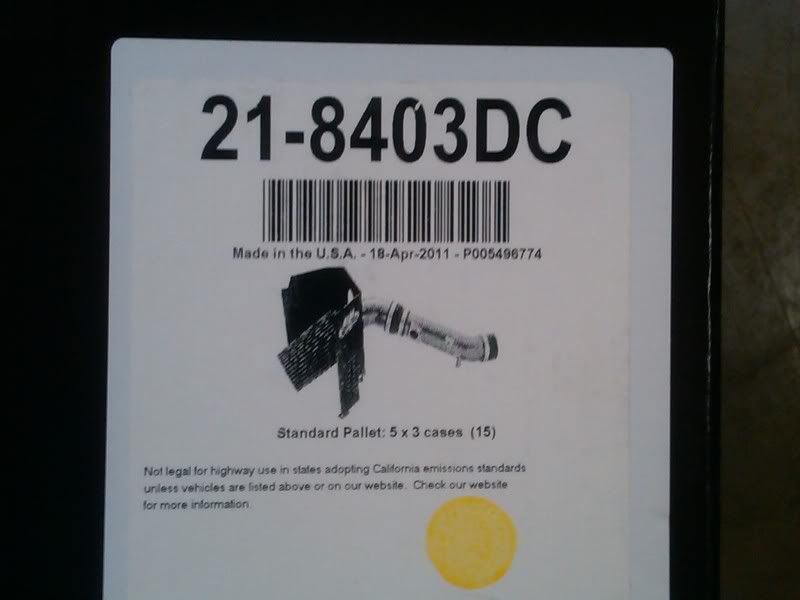 21-8403DC
Made in the U.S.A. - 18-Apr-2011 - P005496774
Standard Pallet: 5 x 3 cases (15)
Not legal for highway use in states adopting California emissions standards
unless vehicles are listed above or on our website. Check our website
for more information.